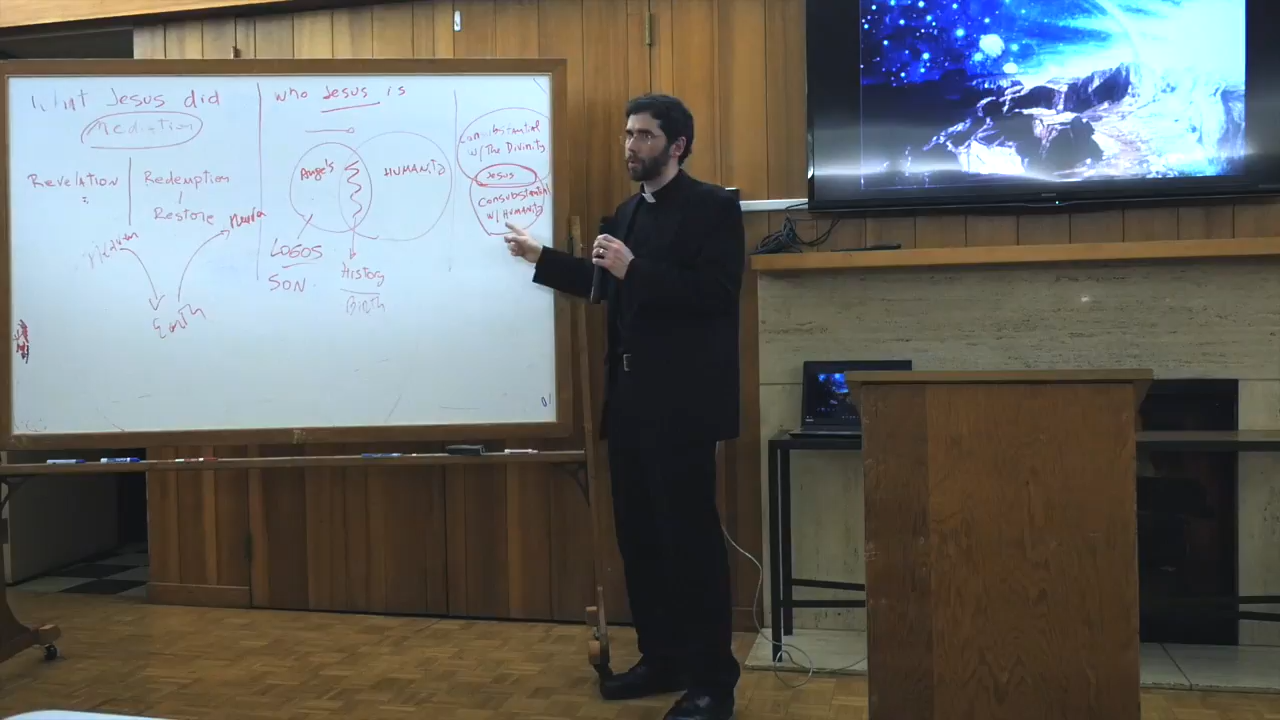 Jesus did
Mediation
Revelation
Redemption
Restore
Heaven
Earth
who Jesus is
Angels
HUMANITY
LOGOS
SON
History
Birth
consubstantial
w/ The Divinity
Jesus
consubstantial
w/ Humanity